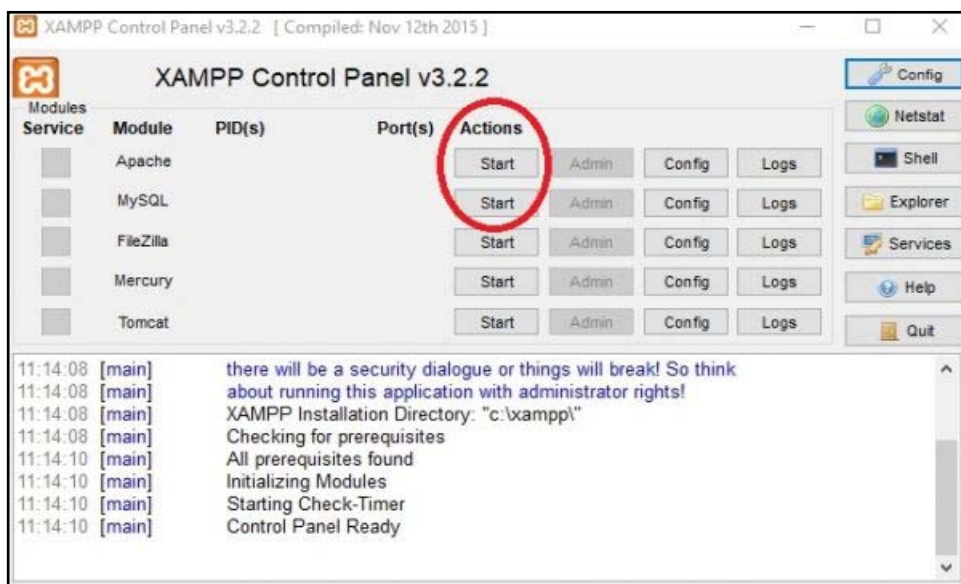 XAMPP Control Panel v3.2.2 [ Compiled: Nov 12th 2015 ]
XAMPP Control Panel v3.2.2
Config
Modules
Service Module PID(s) Port(s) Actions
Netstat
Apache Start Admin Config Logs
Shell
MySQL Start Admin Config Logs
Explorer
FileZilla Start Admin Config Logs
Services
Mercury Start Admin Config Logs
Help
Tomcat Start Admin Config Logs
Quit
11:14:08 [main] there will be a security dialogue or things will break! So think
11:14:08 [main] about running this application with administrator rights!
11:14:08 [main] XAMPP Installation Directory: "c:\xampp\"
11:14:08 [main] Checking for prerequisites
11:14:10 [main] All prerequisites found
11:14:10 [main] Initializing Modules
11:14:10 [main] Starting Check-Timer
11:14:10 [main] Control Panel Ready